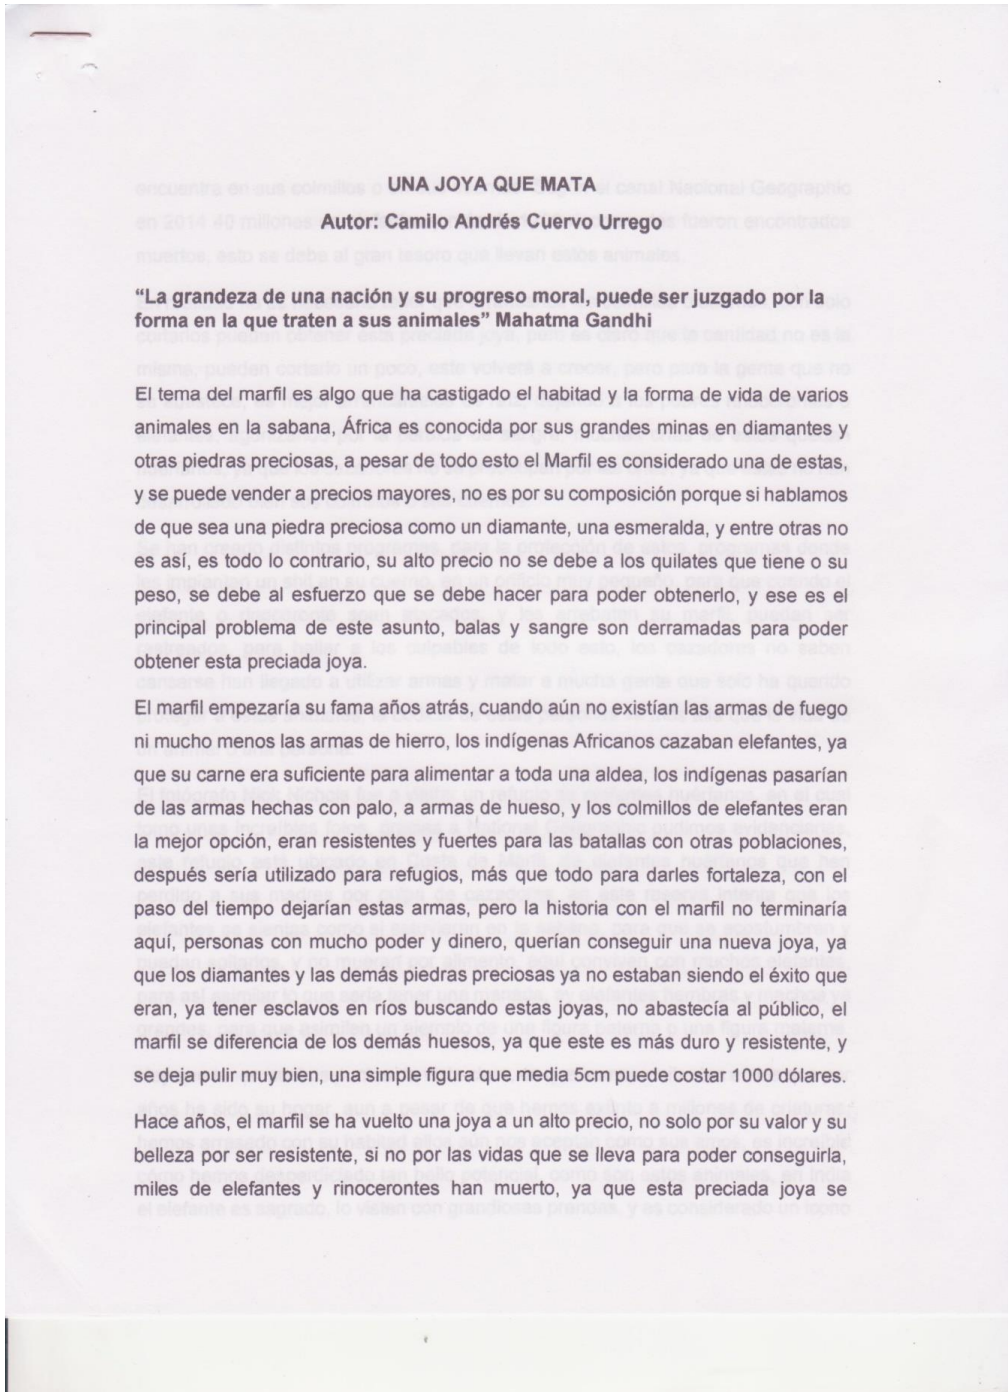 UNA JOYA QUE MATA
Autor: Camilo Andrés Cuervo Urrego
“La grandeza de una nación y su progreso moral, puede ser juzgado por la
forma en la que traten a sus animales” Mahatma Gandhi
El tema del marfil es algo que ha castigado el habitad y la forma de vida de varios
animales en la sabana, África es conocida por sus grandes minas en diamantes y
otras piedras preciosas, a pesar de todo esto el Marfil es considerado una de estas,
y se puede vender a precios mayores, no es por su composición porque si hablamos
de que sea una piedra preciosa como un diamante, una esmeralda, y entre otras no
es así, es todo lo contrario, su alto precio no se debe a los quilates que tiene o su
peso, se debe al esfuerzo que se debe hacer para poder obtenerlo, y ese es el
principal problema de este asunto, balas y sangre son derramadas para poder
obtener esta preciada joya.
El marfil empezaría su fama años atrás, cuando aún no existían las armas de fuego
ni mucho menos las armas de hierro, los indígenas Africanos cazaban elefantes, ya
que su carne era suficiente para alimentar a toda una aldea, los indígenas pasarían
de las armas hechas con palo, a armas de hueso, y los colmillos de elefantes eran
la mejor opción, eran resistentes y fuertes para las batallas con otras poblaciones,
después sería utilizado para refugios, más que todo para darles fortaleza, con el
paso del tiempo dejarían estas armas, pero la historia con el marfil no terminaría
aquí, personas con mucho poder y dinero, querían conseguir una nueva joya, ya
que los diamantes y las demás piedras preciosas ya no estaban siendo el éxito que
eran, ya tener esclavos en ríos buscando estas joyas, no abastecía al público, el
marfil se diferencia de los demás huesos, ya que este es más duro y resistente, y
se deja pulir muy bien, una simple figura que media 5cm puede costar 1000 dólares.
Hace años, el marfil se ha vuelto una joya a un alto precio, no solo por su valor y su
belleza por ser resistente, si no por las vidas que se lleva para poder conseguirla,
miles de elefantes y rinocerontes han muerto, ya que esta preciada joya se